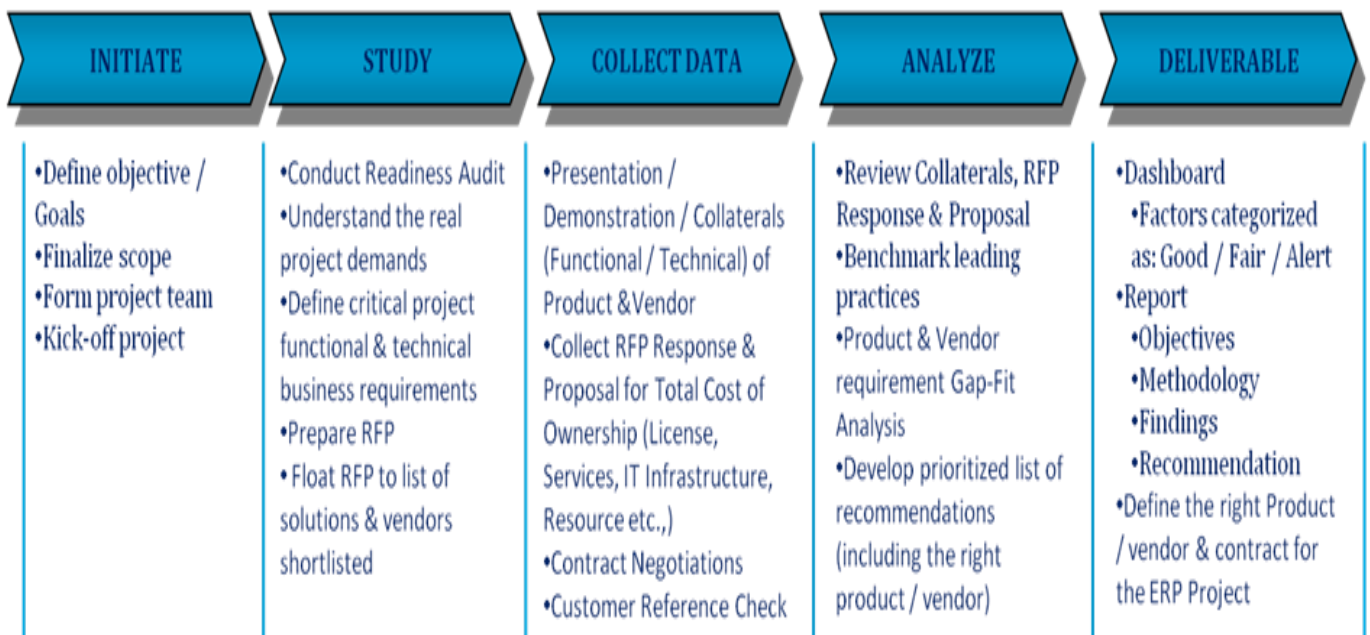 INITIATE
STUDY
COLLECT DATA
ANALYZE
DELIVERABLE
•Define objective /
Goals
•Finalize scope
•Form project team
•Kick-off project
•Conduct Readiness Audit
•Understand the real
project demands
•Define critical project
functional & technical
business requirements
•Prepare RFP
• Float RFP to list of
solutions & vendors
shortlisted
•Presentation /
Demonstration / Collaterals
(Functional / Technical) of
Product &Vendor
•Collect RFP Response &
Proposal for Total Cost of
Ownership (License,
Services, IT Infrastructure,
Resource etc.,)
•Contract Negotiations
•Customer Reference Check
•Review Collaterals, RFP
Response & Proposal
•Benchmark leading
practices
•Product & Vendor
requirement Gap-Fit
Analysis
•Develop prioritized list of
recommendations
(including the right
product / vendor)
•Dashboard
•Factors categorized
as: Good / Fair / Alert
•Report
•Objectives
•Methodology
•Findings
•Recommendation
•Define the right Product
/ vendor & contract for
the ERP Project